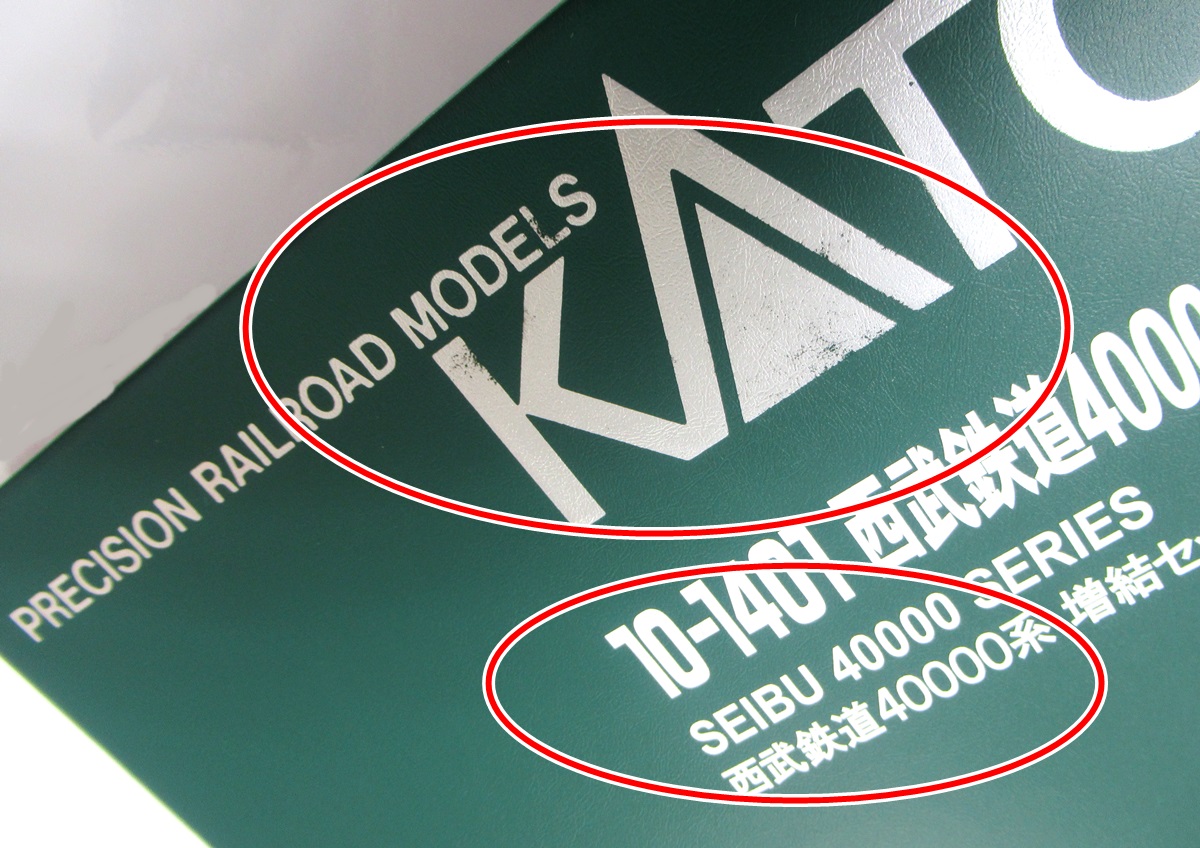 KATO
PRECISION RAILROAD MODELS
10-1401 西武鉄道4000
SEIBU 40000 SERIES
西武鉄道40000系 増結セッ